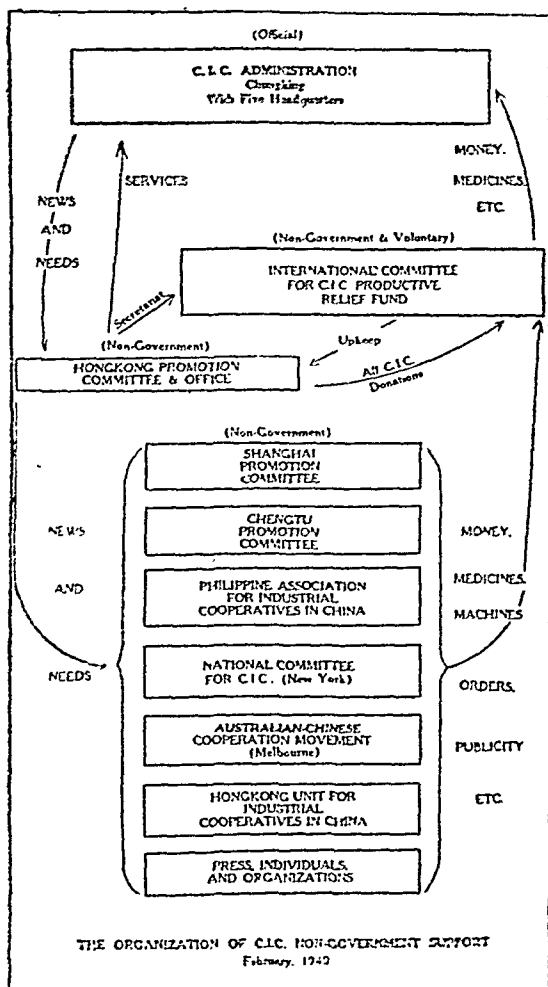 (Official)
C.I.C. ADMINISTRATION
Chungking
With Five Headquarters
NEWS
AND
NEEDS
SERVICES
MONEY.
MEDICINES.
ETC
(Non-Government & Voluntary)
INTERNATIONAL COMMITTEE
FOR C.I.C PRODUCTIVE
RELIEF FUND
Secretariat
Upkeep
(Non-Government)
HONGKONG PROMOTION
COMMITTEE & OFFICE
All C.I.C.
Donations
(Non-Government)
SHANGHAI
PROMOTION
COMMITTEE
CHENGTU
PROMOTION
COMMITTEE
PHILIPPINE ASSOCIATION
FOR INDUSTRIAL
COOPERATIVES IN CHINA
NATIONAL COMMITTEE
FOR C.I.C. (New York)
AUSTRALIAN-CHINESE
COOPERATION MOVEMENT
(Melbourne)
HONGKONG UNIT FOR
INDUSTRIAL
COOPERATIVES IN CHINA
PRESS, INDIVIDUALS,
AND ORGANIZATIONS
NEWS
AND
NEEDS
MONEY.
MEDICINES.
MACHINES
ORDERS.
PUBLICITY
ETC
THE ORGANIZATION OF C.I.C. NON-GOVERNMENT SUPPORT
February,